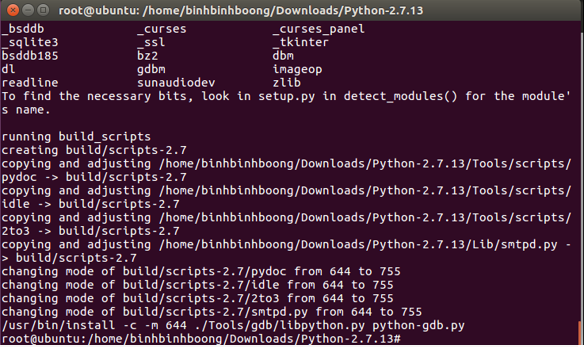 root@ubuntu: /home/binhbinhboong/Downloads/Python-2.7.13
_bsddb _curses _curses_panel
_sqlite3 _ssl _tkinter
bsddb185 bz2 dbm
dl gdbm imageop
readline sunaudiodev zlib
To find the necessary bits, look in setup.py in detect_modules() for the module'
s name.
running build_scripts
creating build/scripts-2.7
copying and adjusting /home/binhbinhboong/Downloads/Python-2.7.13/Tools/scripts/
pydoc -> build/scripts-2.7
copying and adjusting /home/binhbinhboong/Downloads/Python-2.7.13/Tools/scripts/
idle -> build/scripts-2.7
copying and adjusting /home/binhbinhboong/Downloads/Python-2.7.13/Tools/scripts/
2to3 -> build/scripts-2.7
copying and adjusting /home/binhbinhboong/Downloads/Python-2.7.13/Lib/smtpd.py -
> build/scripts-2.7
changing mode of build/scripts-2.7/pydoc from 644 to 755
changing mode of build/scripts-2.7/idle from 644 to 755
changing mode of build/scripts-2.7/2to3 from 644 to 755
changing mode of build/scripts-2.7/smtpd.py from 644 to 755
/usr/bin/install -c -m 644 ./Tools/gdb/libpython.py python-gdb.py
root@ubuntu:/home/binhbinhboong/Downloads/Python-2.7.13#